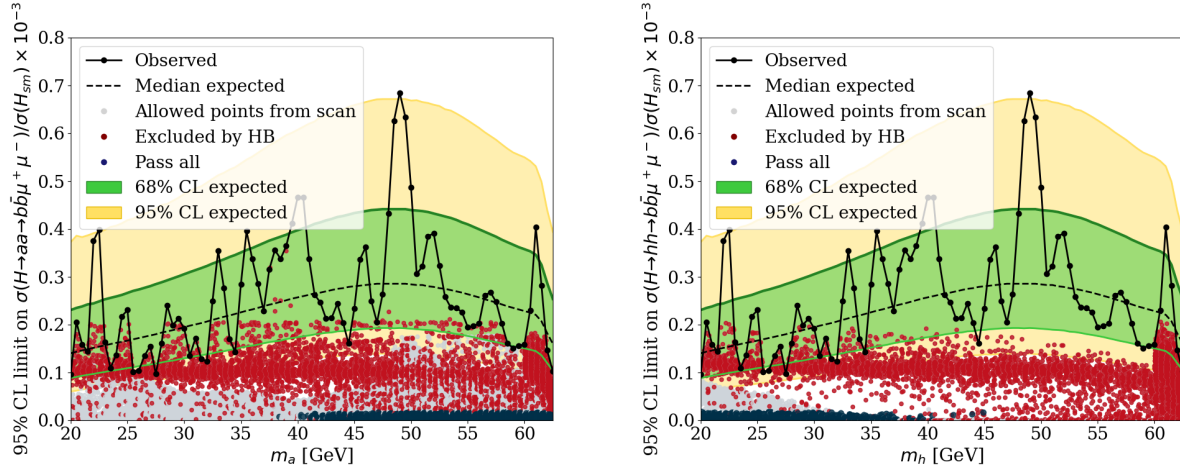 95% CL limit on σ(H→aa→bb̄μ⁺μ⁻)/σ(H_{sm}) × 10⁻³
0.8
0.7
0.6
0.5
0.4
0.3
0.2
0.1
0.0
Observed
Median expected
Allowed points from scan
Excluded by HB
Pass all
68% CL expected
95% CL expected
20 25 30 35 40 45 50 55 60
m_a [GeV]
95% CL limit on σ(H→hh→bb̄μ⁺μ⁻)/σ(H_{sm}) × 10⁻³
0.8
0.7
0.6
0.5
0.4
0.3
0.2
0.1
0.0
Observed
Median expected
Allowed points from scan
Excluded by HB
Pass all
68% CL expected
95% CL expected
20 25 30 35 40 45 50 55 60
m_h [GeV]